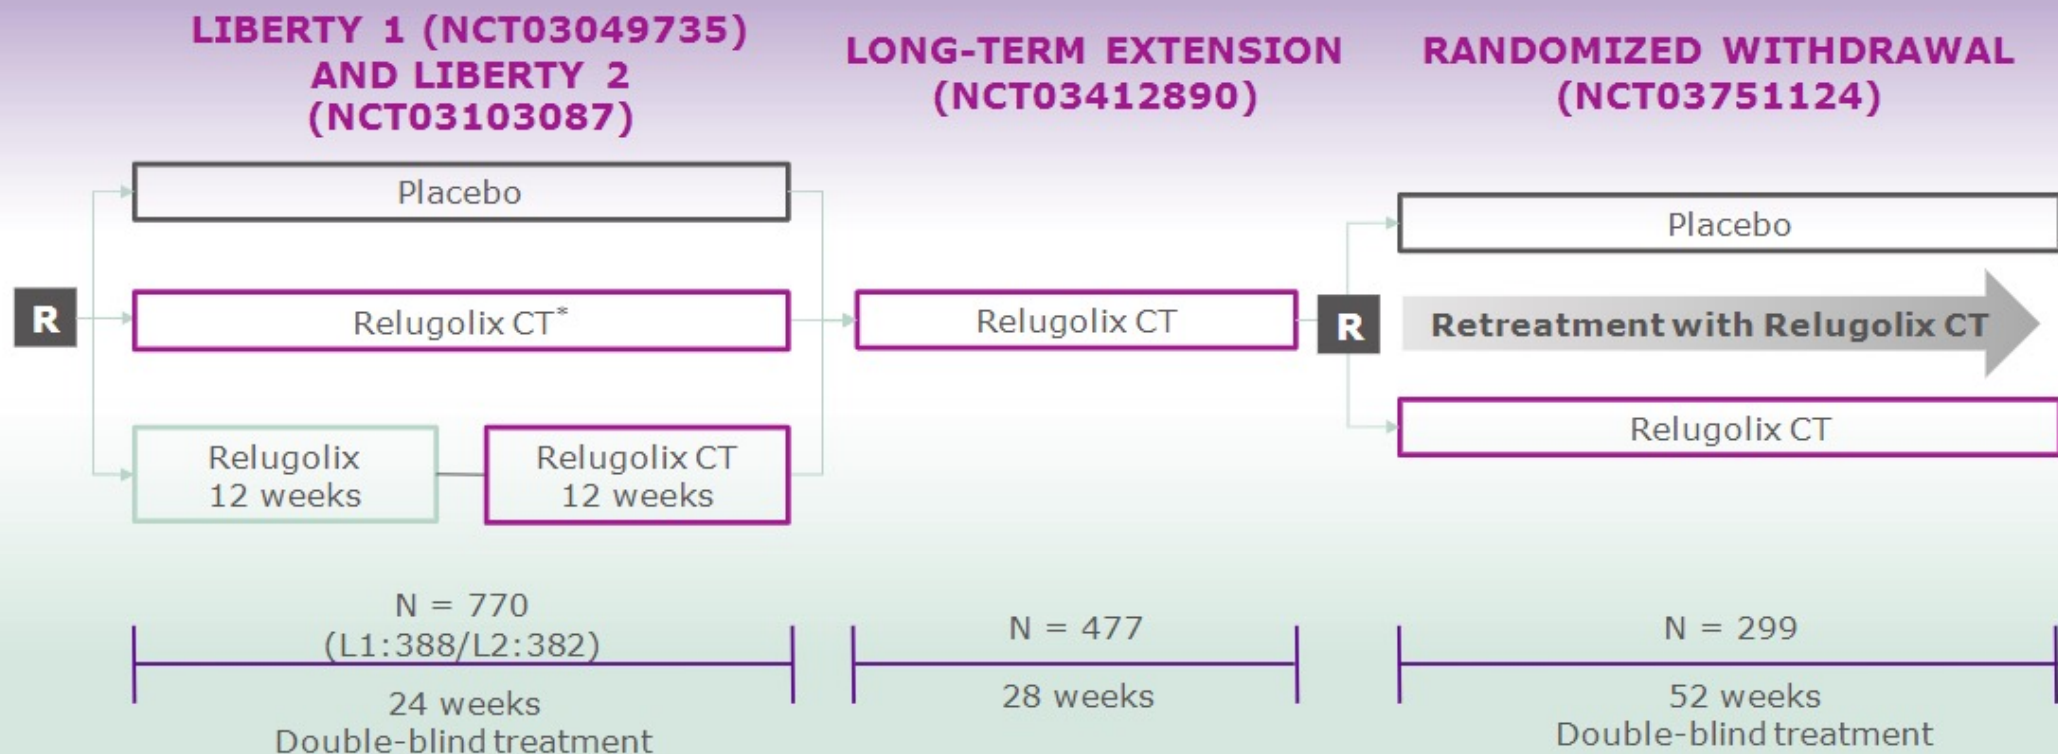 LIBERTY 1 (NCT03049735)
AND LIBERTY 2
(NCT03103087)
LONG-TERM EXTENSION
(NCT03412890)
RANDOMIZED WITHDRAWAL
(NCT03751124)
R
Placebo
Relugolix CT*
Relugolix
12 weeks
Relugolix CT
12 weeks
Relugolix CT
R
Placebo
Retreatment with Relugolix CT
Relugolix CT
N = 770
(L1:388/L2:382)
24 weeks
Double-blind treatment
N = 477
28 weeks
N = 299
52 weeks
Double-blind treatment